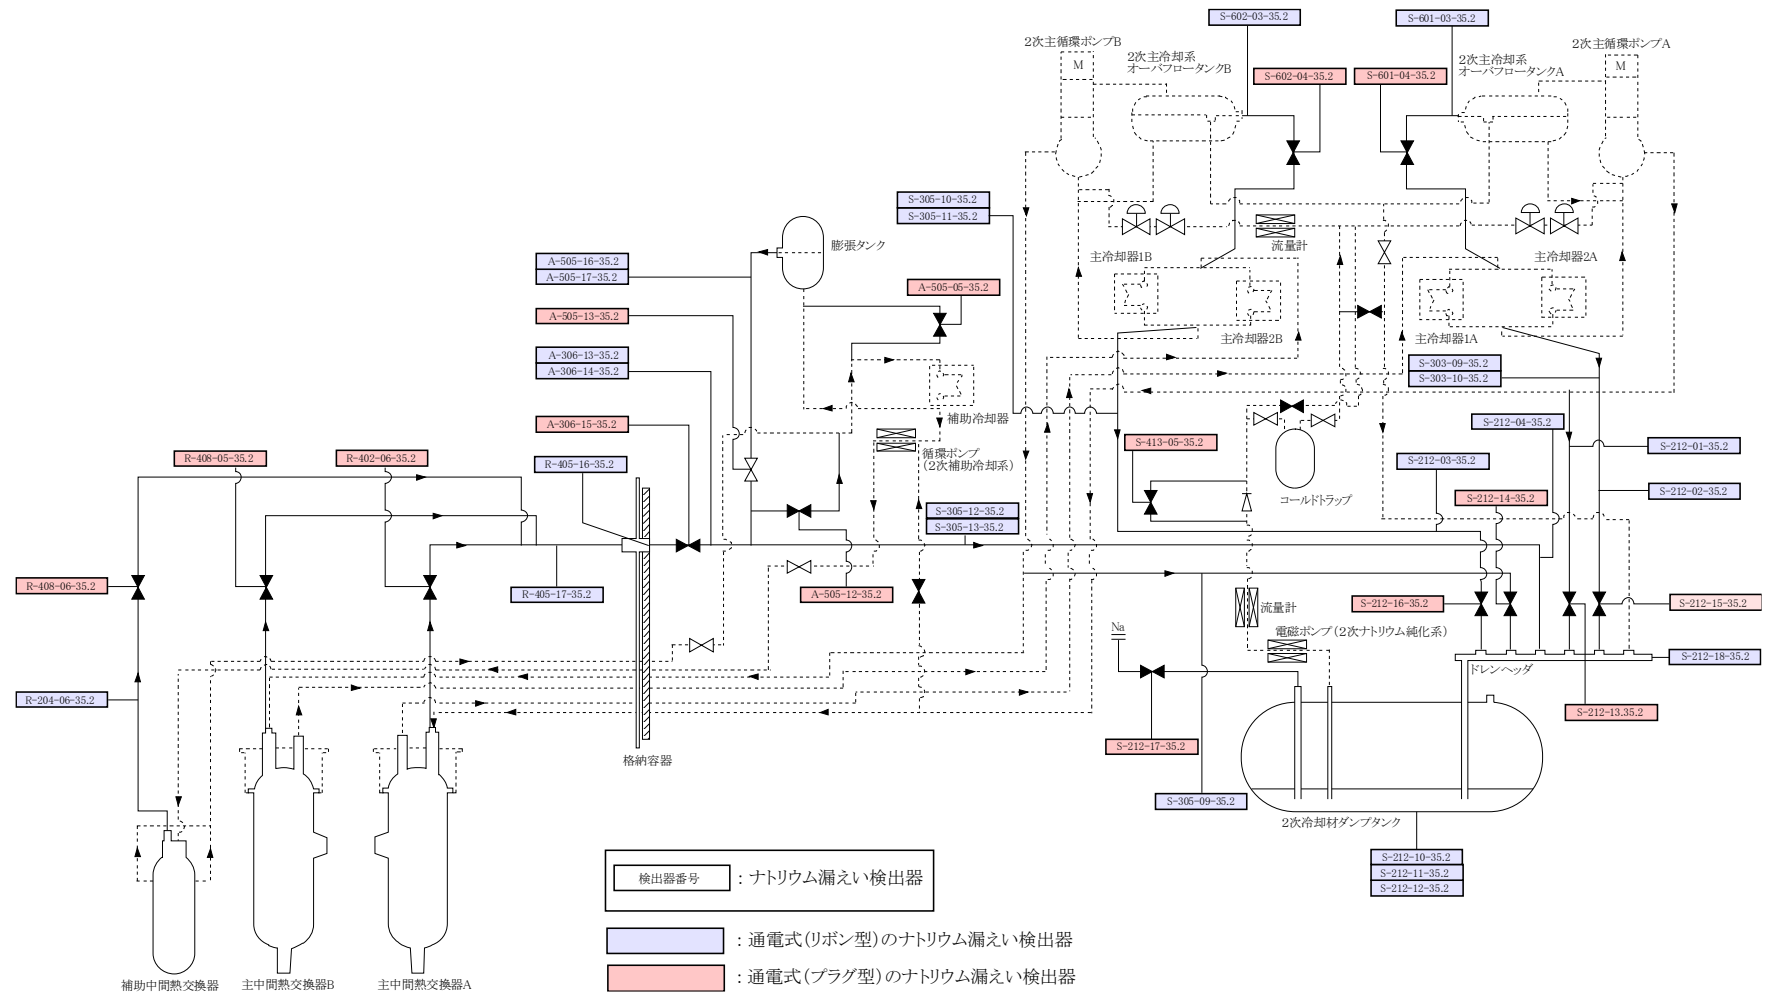 S-602-03-35.2
S-601-03-35.2
2次主循環ポンプB
2次主冷却系
オーバフロータンクB
2次主冷却系
オーバフロータンクA
2次主循環ポンプA
M
M
S-602-04-35.2
S-601-04-35.2
S-305-10-35.2
S-305-11-35.2
膨張タンク
流量計
主冷却器1B
主冷却器2A
A-505-16-35.2
A-505-17-35.2
A-505-05-35.2
A-505-13-35.2
主冷却器2B
主冷却器1A
A-306-13-35.2
A-306-14-35.2
S-303-09-35.2
S-303-10-35.2
補助冷却器
A-306-15-35.2
S-212-04-35.2
循環ポンプ
(2次補助冷却系)
S-413-05-35.2
S-212-01-35.2
R-408-05-35.2
R-402-06-35.2
R-405-16-35.2
S-212-03-35.2
コールドトラップ
S-212-14-35.2
S-212-02-35.2
S-305-12-35.2
S-305-13-35.2
R-408-06-35.2
R-405-17-35.2
A-505-12-35.2
流量計
S-212-16-35.2
S-212-15-35.2
Na
電磁ポンプ(2次ナトリウム純化系)
S-212-18-35.2
ドレンヘッダ
R-204-06-35.2
S-212-13.35.2
S-212-17-35.2
格納容器
S-305-09-35.2
2次冷却材ダンプタンク
S-212-10-35.2
S-212-11-35.2
S-212-12-35.2
検出器番号 : ナトリウム漏えい検出器
: 通電式(リボン型)のナトリウム漏えい検出器
: 通電式(プラグ型)のナトリウム漏えい検出器
補助中間熱交換器
主中間熱交換器B
主中間熱交換器A